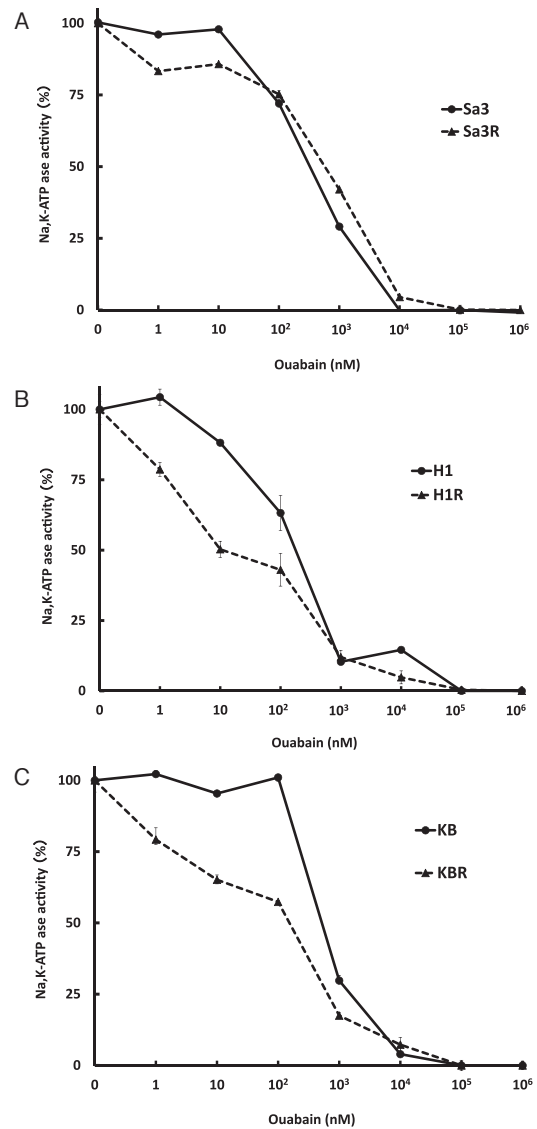 A
Na,K-ATP ase activity (%)
100
75
50
25
0
Sa3
Sa3R
0 1 10 10² 10³ 10⁴ 10⁵ 10⁶
Ouabain (nM)
B
Na,K-ATP ase activity (%)
100
75
50
25
0
H1
H1R
0 1 10 10² 10³ 10⁴ 10⁵ 10⁶
Ouabain (nM)
C
Na,K-ATP ase activity (%)
100
75
50
25
0
KB
KBR
0 1 10 10² 10³ 10⁴ 10⁵ 10⁶
Ouabain (nM)